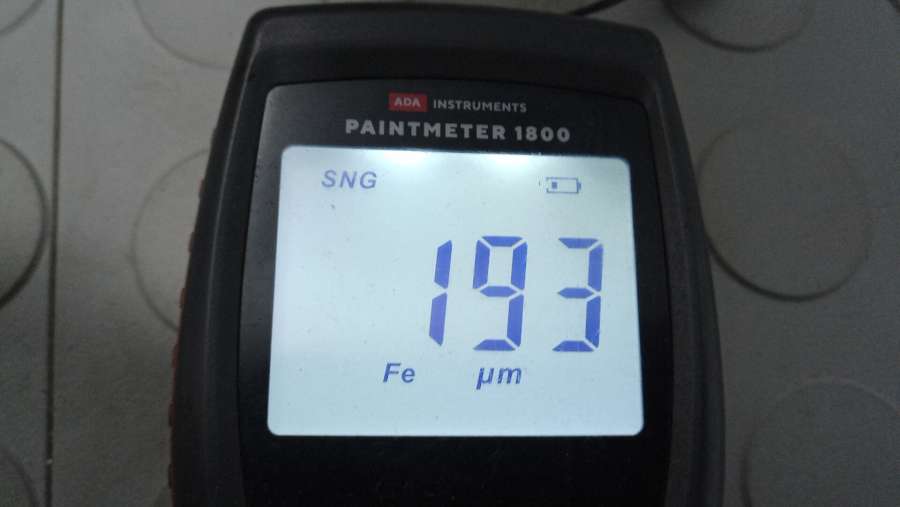 ADA INSTRUMENTS
PAINTMETER 1800
SNG
193
Fe µm